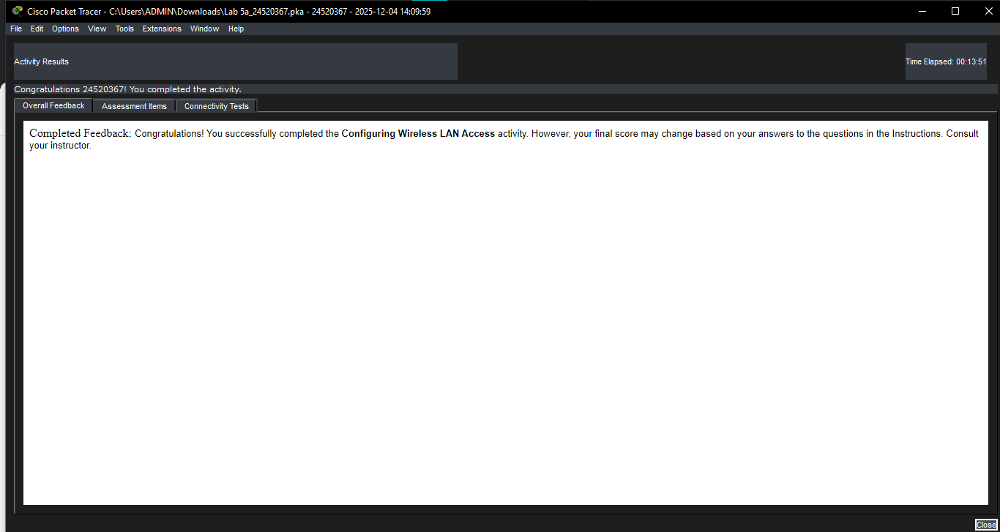 Cisco Packet Tracer - C:\Users\ADMIN\Downloads\Lab 5a_24520367.pka - 24520367 - 2025-12-04 14:09:59
File Edit Options View Tools Extensions Window Help
Activity Results
Time Elapsed: 00:13:51
Congratulations 24520367! You completed the activity.
Overall Feedback Assessment Items Connectivity Tests
Completed Feedback: Congratulations! You successfully completed the Configuring Wireless LAN Access activity. However, your final score may change based on your answers to the questions in the Instructions. Consult
your instructor.
Close